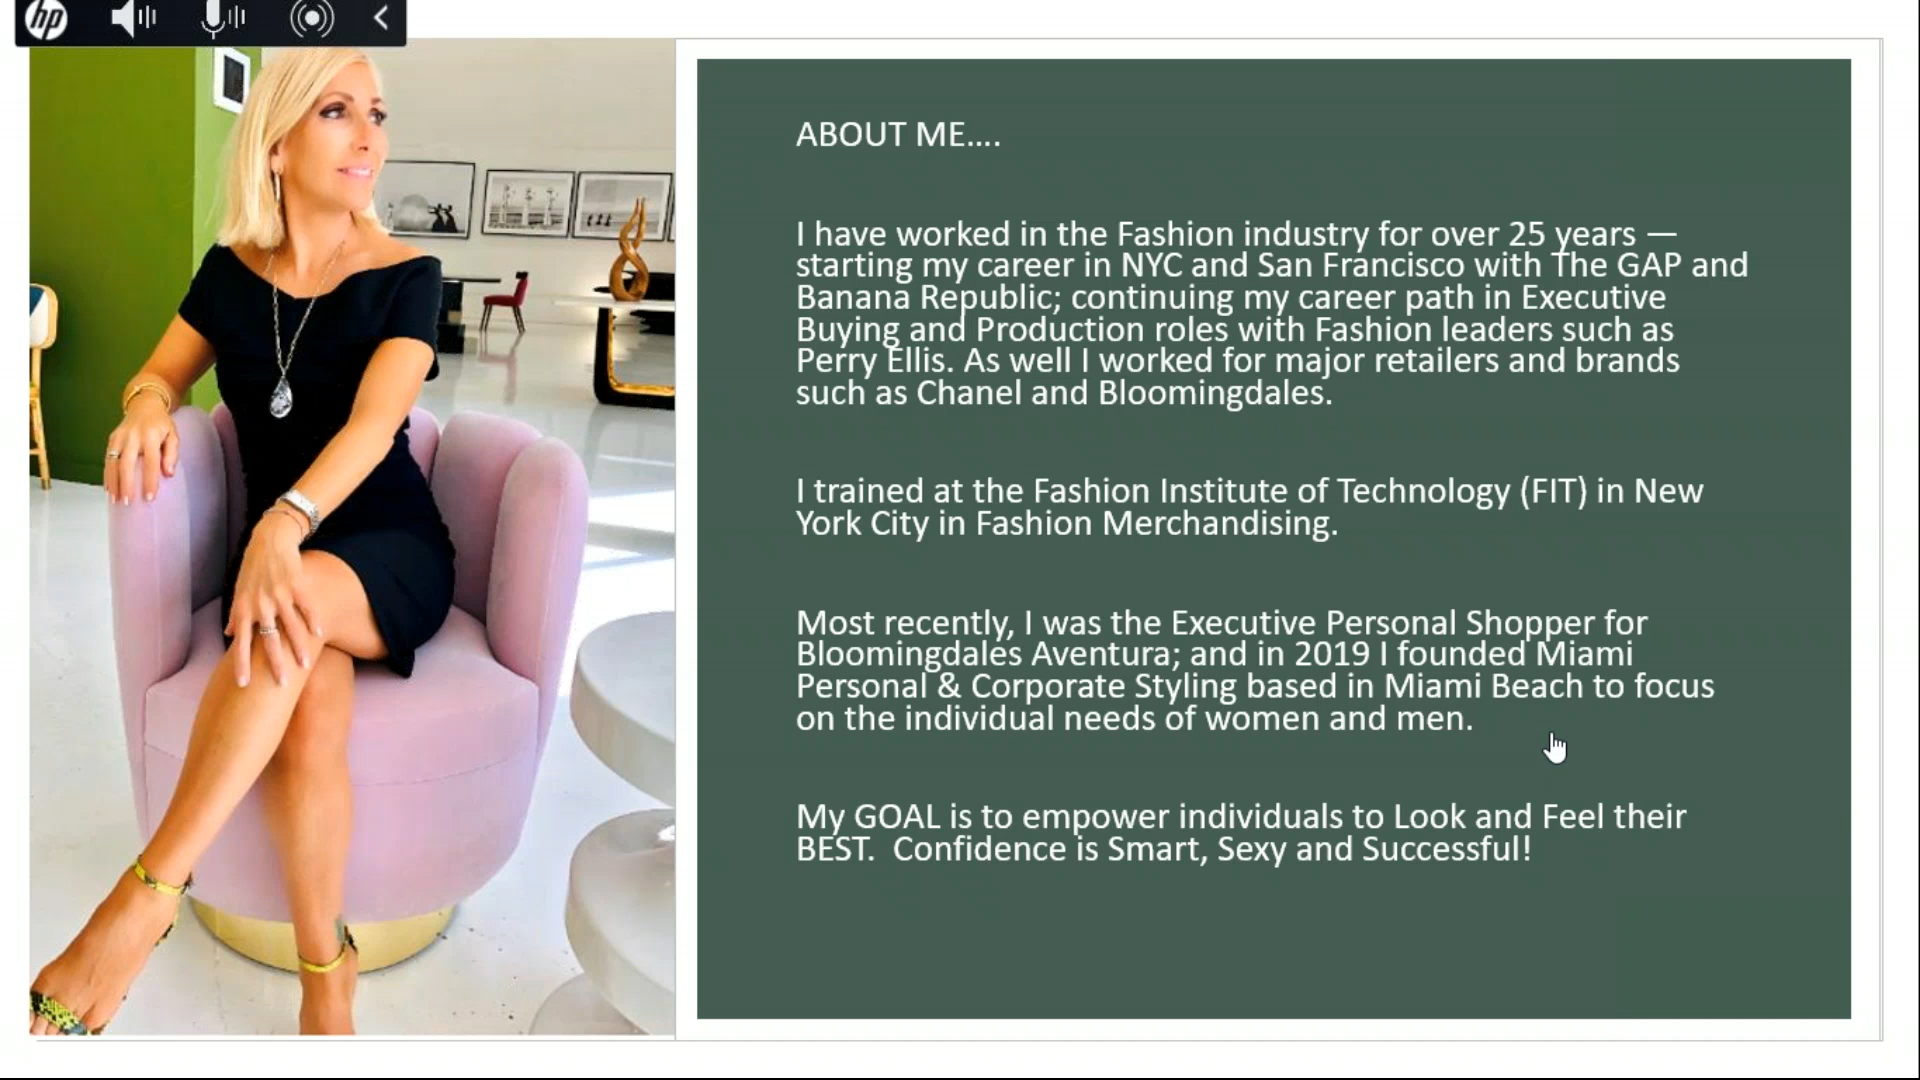 hp
ABOUT ME....
I have worked in the Fashion industry for over 25 years —
starting my career in NYC and San Francisco with The GAP and
Banana Republic; continuing my career path in Executive
Buying and Production roles with Fashion leaders such as
Perry Ellis. As well I worked for major retailers and brands
such as Chanel and Bloomingdales.
I trained at the Fashion Institute of Technology (FIT) in New
York City in Fashion Merchandising.
Most recently, I was the Executive Personal Shopper for
Bloomingdales Aventura; and in 2019 I founded Miami
Personal & Corporate Styling based in Miami Beach to focus
on the individual needs of women and men.
My GOAL is to empower individuals to Look and Feel their
BEST.  Confidence is Smart, Sexy and Successful!